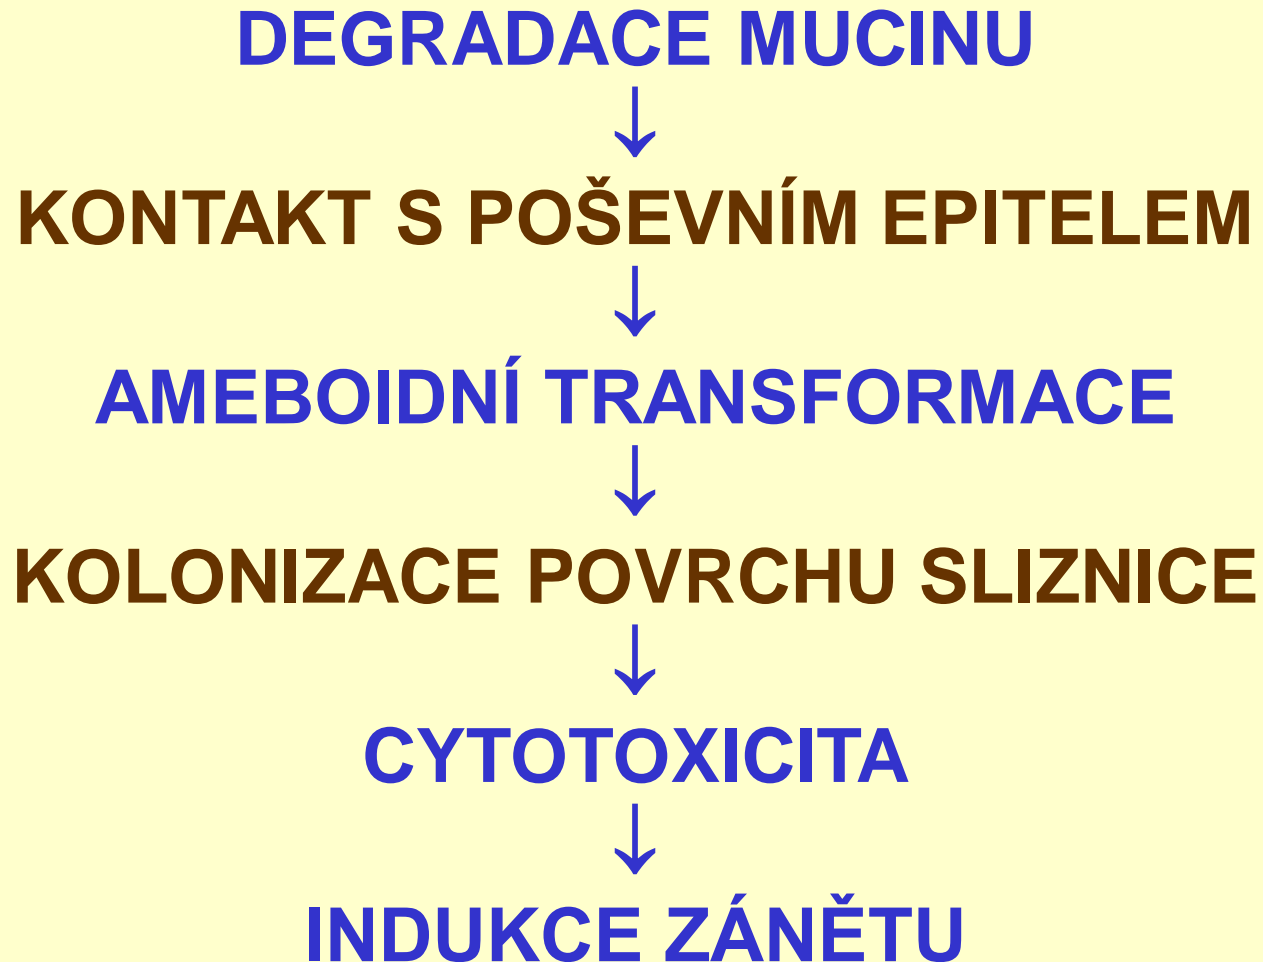 DEGRADACE MUCINU
↓
KONTAKT S POŠEVNÍM EPITELEM
↓
AMEBOIDNÍ TRANSFORMACE
↓
KOLONIZACE POVRCHU SLIZNICE
↓
CYTOTOXICITA
↓
INDUKCE ZÁNĚTU